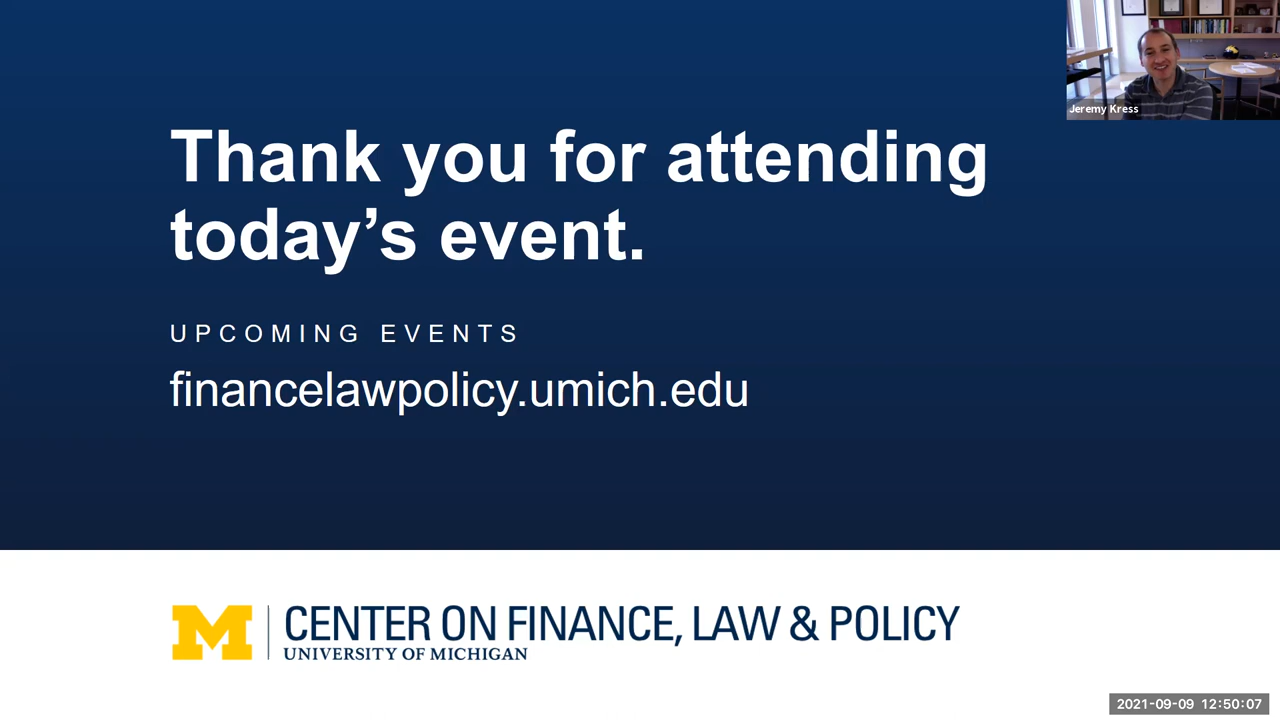 Jeremy Kress
Thank you for attending
today’s event.
UPCOMING EVENTS
financelawpolicy.umich.edu
M
CENTER ON FINANCE, LAW & POLICY
UNIVERSITY OF MICHIGAN
2021-09-09 12:50:07